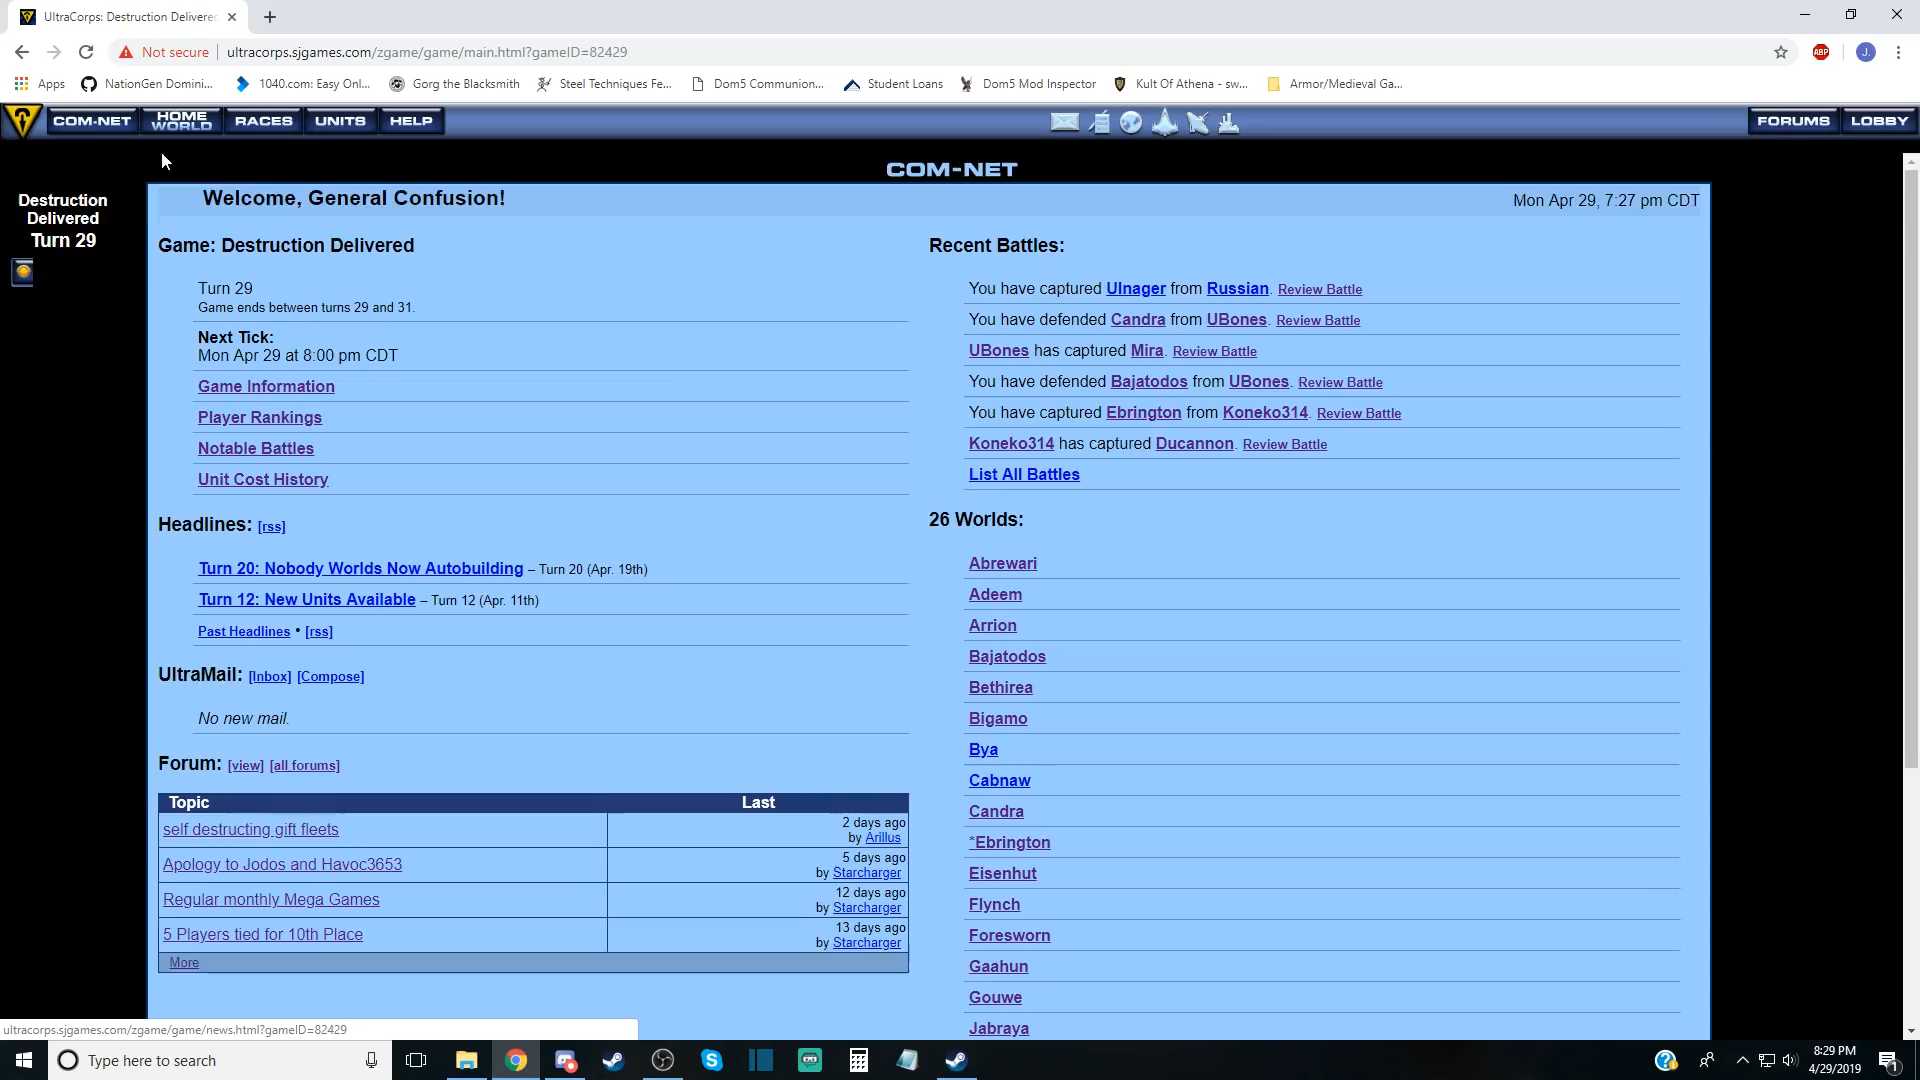 UltraCorps: Destruction Delivered
Not secure
ultracorps.sjgames.com/zgame/game/main.html?gameID=82429
ABP
J.
Apps
NationGen Domini...
1040.com: Easy Onl...
Gorg the Blacksmith
Steel Techniques Fe...
Dom5 Communion...
Student Loans
Dom5 Mod Inspector
Kult Of Athena - sw...
Armor/Medieval Ga...
COM-NET
HOME WORLD
RACES
UNITS
HELP
FORUMS
LOBBY
COM-NET
Destruction
Delivered
Turn 29
Welcome, General Confusion!
Mon Apr 29, 7:27 pm CDT
Game: Destruction Delivered
Turn 29
Game ends between turns 29 and 31.
Next Tick:
Mon Apr 29 at 8:00 pm CDT
Game Information
Player Rankings
Notable Battles
Unit Cost History
Headlines: [rss]
Turn 20: Nobody Worlds Now Autobuilding – Turn 20 (Apr. 19th)
Turn 12: New Units Available – Turn 12 (Apr. 11th)
Past Headlines • [rss]
UltraMail: [Inbox] [Compose]
No new mail.
Forum: [view] [all forums]
Topic Last
self destructing gift fleets 2 days ago
by Arillus
Apology to Jodos and Havoc3653 5 days ago
by Starcharger
Regular monthly Mega Games 12 days ago
by Starcharger
5 Players tied for 10th Place 13 days ago
by Starcharger
More
Recent Battles:
You have captured Ulnager from Russian. Review Battle
You have defended Candra from UBones. Review Battle
UBones has captured Mira. Review Battle
You have defended Bajatodos from UBones. Review Battle
You have captured Ebrington from Koneko314. Review Battle
Koneko314 has captured Ducannon. Review Battle
List All Battles
26 Worlds:
Abrewari
Adeem
Arrion
Bajatodos
Bethirea
Bigamo
Bya
Cabnaw
Candra
*Ebrington
Eisenhut
Flynch
Foresworn
Gaahun
Gouwe
Jabraya
ultracorps.sjgames.com/zgame/game/news.html?gameID=82429
Type here to search
8:29 PM
4/29/2019
1